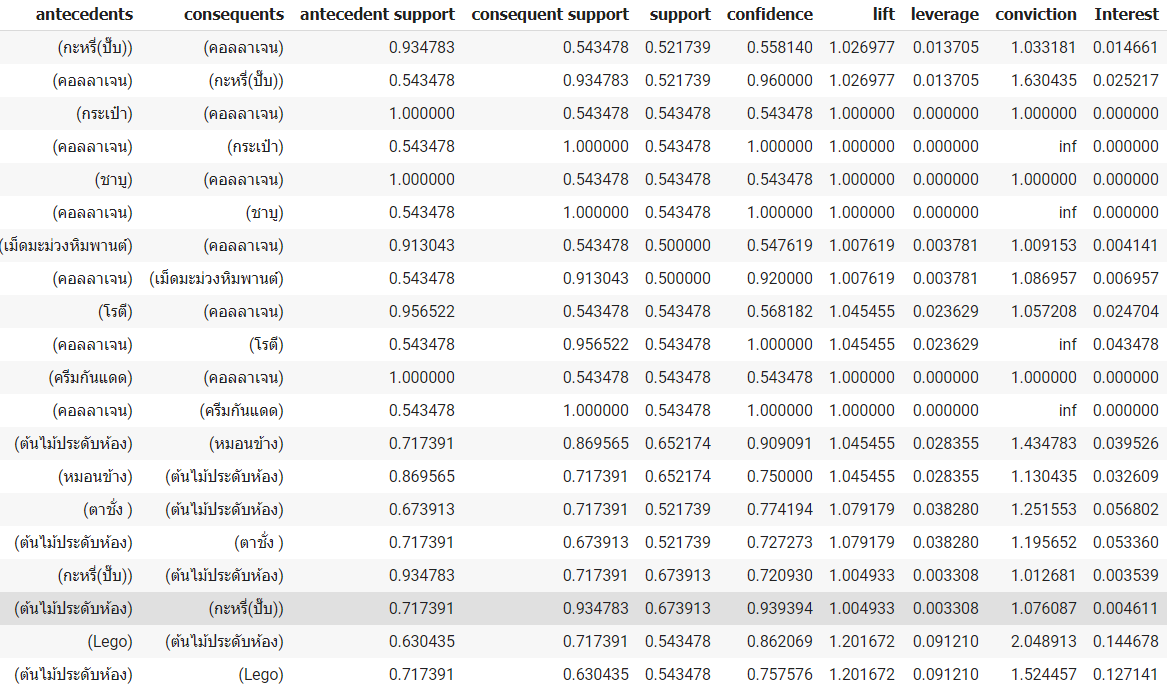 antecedents consequents antecedent support consequent support support confidence lift leverage conviction Interest
(กะหรี่(ปั๊บ)) (คอลลาเจน) 0.934783 0.543478 0.521739 0.558140 1.026977 0.013705 1.033181 0.014661
(คอลลาเจน) (กะหรี่(ปั๊บ)) 0.543478 0.934783 0.521739 0.960000 1.026977 0.013705 1.630435 0.025217
(กระเป๋า) (คอลลาเจน) 1.000000 0.543478 0.543478 0.543478 1.000000 0.000000 1.000000 0.000000
(คอลลาเจน) (กระเป๋า) 0.543478 1.000000 0.543478 1.000000 1.000000 0.000000 inf 0.000000
(ชาบู) (คอลลาเจน) 1.000000 0.543478 0.543478 0.543478 1.000000 0.000000 1.000000 0.000000
(คอลลาเจน) (ชาบู) 0.543478 1.000000 0.543478 1.000000 1.000000 0.000000 inf 0.000000
(เม็ดมะม่วงหิมพานต์) (คอลลาเจน) 0.913043 0.543478 0.500000 0.547619 1.007619 0.003781 1.009153 0.004141
(คอลลาเจน) (เม็ดมะม่วงหิมพานต์) 0.543478 0.913043 0.500000 0.920000 1.007619 0.003781 1.086957 0.006957
(โรตี) (คอลลาเจน) 0.956522 0.543478 0.543478 0.568182 1.045455 0.023629 1.057208 0.024704
(คอลลาเจน) (โรตี) 0.543478 0.956522 0.543478 1.000000 1.045455 0.023629 inf 0.043478
(ครีมกันแดด) (คอลลาเจน) 1.000000 0.543478 0.543478 0.543478 1.000000 0.000000 1.000000 0.000000
(คอลลาเจน) (ครีมกันแดด) 0.543478 1.000000 0.543478 1.000000 1.000000 0.000000 inf 0.000000
(ต้นไม้ประดับห้อง) (หมอนข้าง) 0.717391 0.869565 0.652174 0.909091 1.045455 0.028355 1.434783 0.039526
(หมอนข้าง) (ต้นไม้ประดับห้อง) 0.869565 0.717391 0.652174 0.750000 1.045455 0.028355 1.130435 0.032609
(ตาชั่ง ) (ต้นไม้ประดับห้อง) 0.673913 0.717391 0.521739 0.774194 1.079179 0.038280 1.251553 0.056802
(ต้นไม้ประดับห้อง) (ตาชั่ง ) 0.717391 0.673913 0.521739 0.727273 1.079179 0.038280 1.195652 0.053360
(กะหรี่(ปั๊บ)) (ต้นไม้ประดับห้อง) 0.934783 0.717391 0.673913 0.720930 1.004933 0.003308 1.012681 0.003539
(ต้นไม้ประดับห้อง) (กะหรี่(ปั๊บ)) 0.717391 0.934783 0.673913 0.939394 1.004933 0.003308 1.076087 0.004611
(Lego) (ต้นไม้ประดับห้อง) 0.630435 0.717391 0.543478 0.862069 1.201672 0.091210 2.048913 0.144678
(ต้นไม้ประดับห้อง) (Lego) 0.717391 0.630435 0.543478 0.757576 1.201672 0.091210 1.524457 0.127141